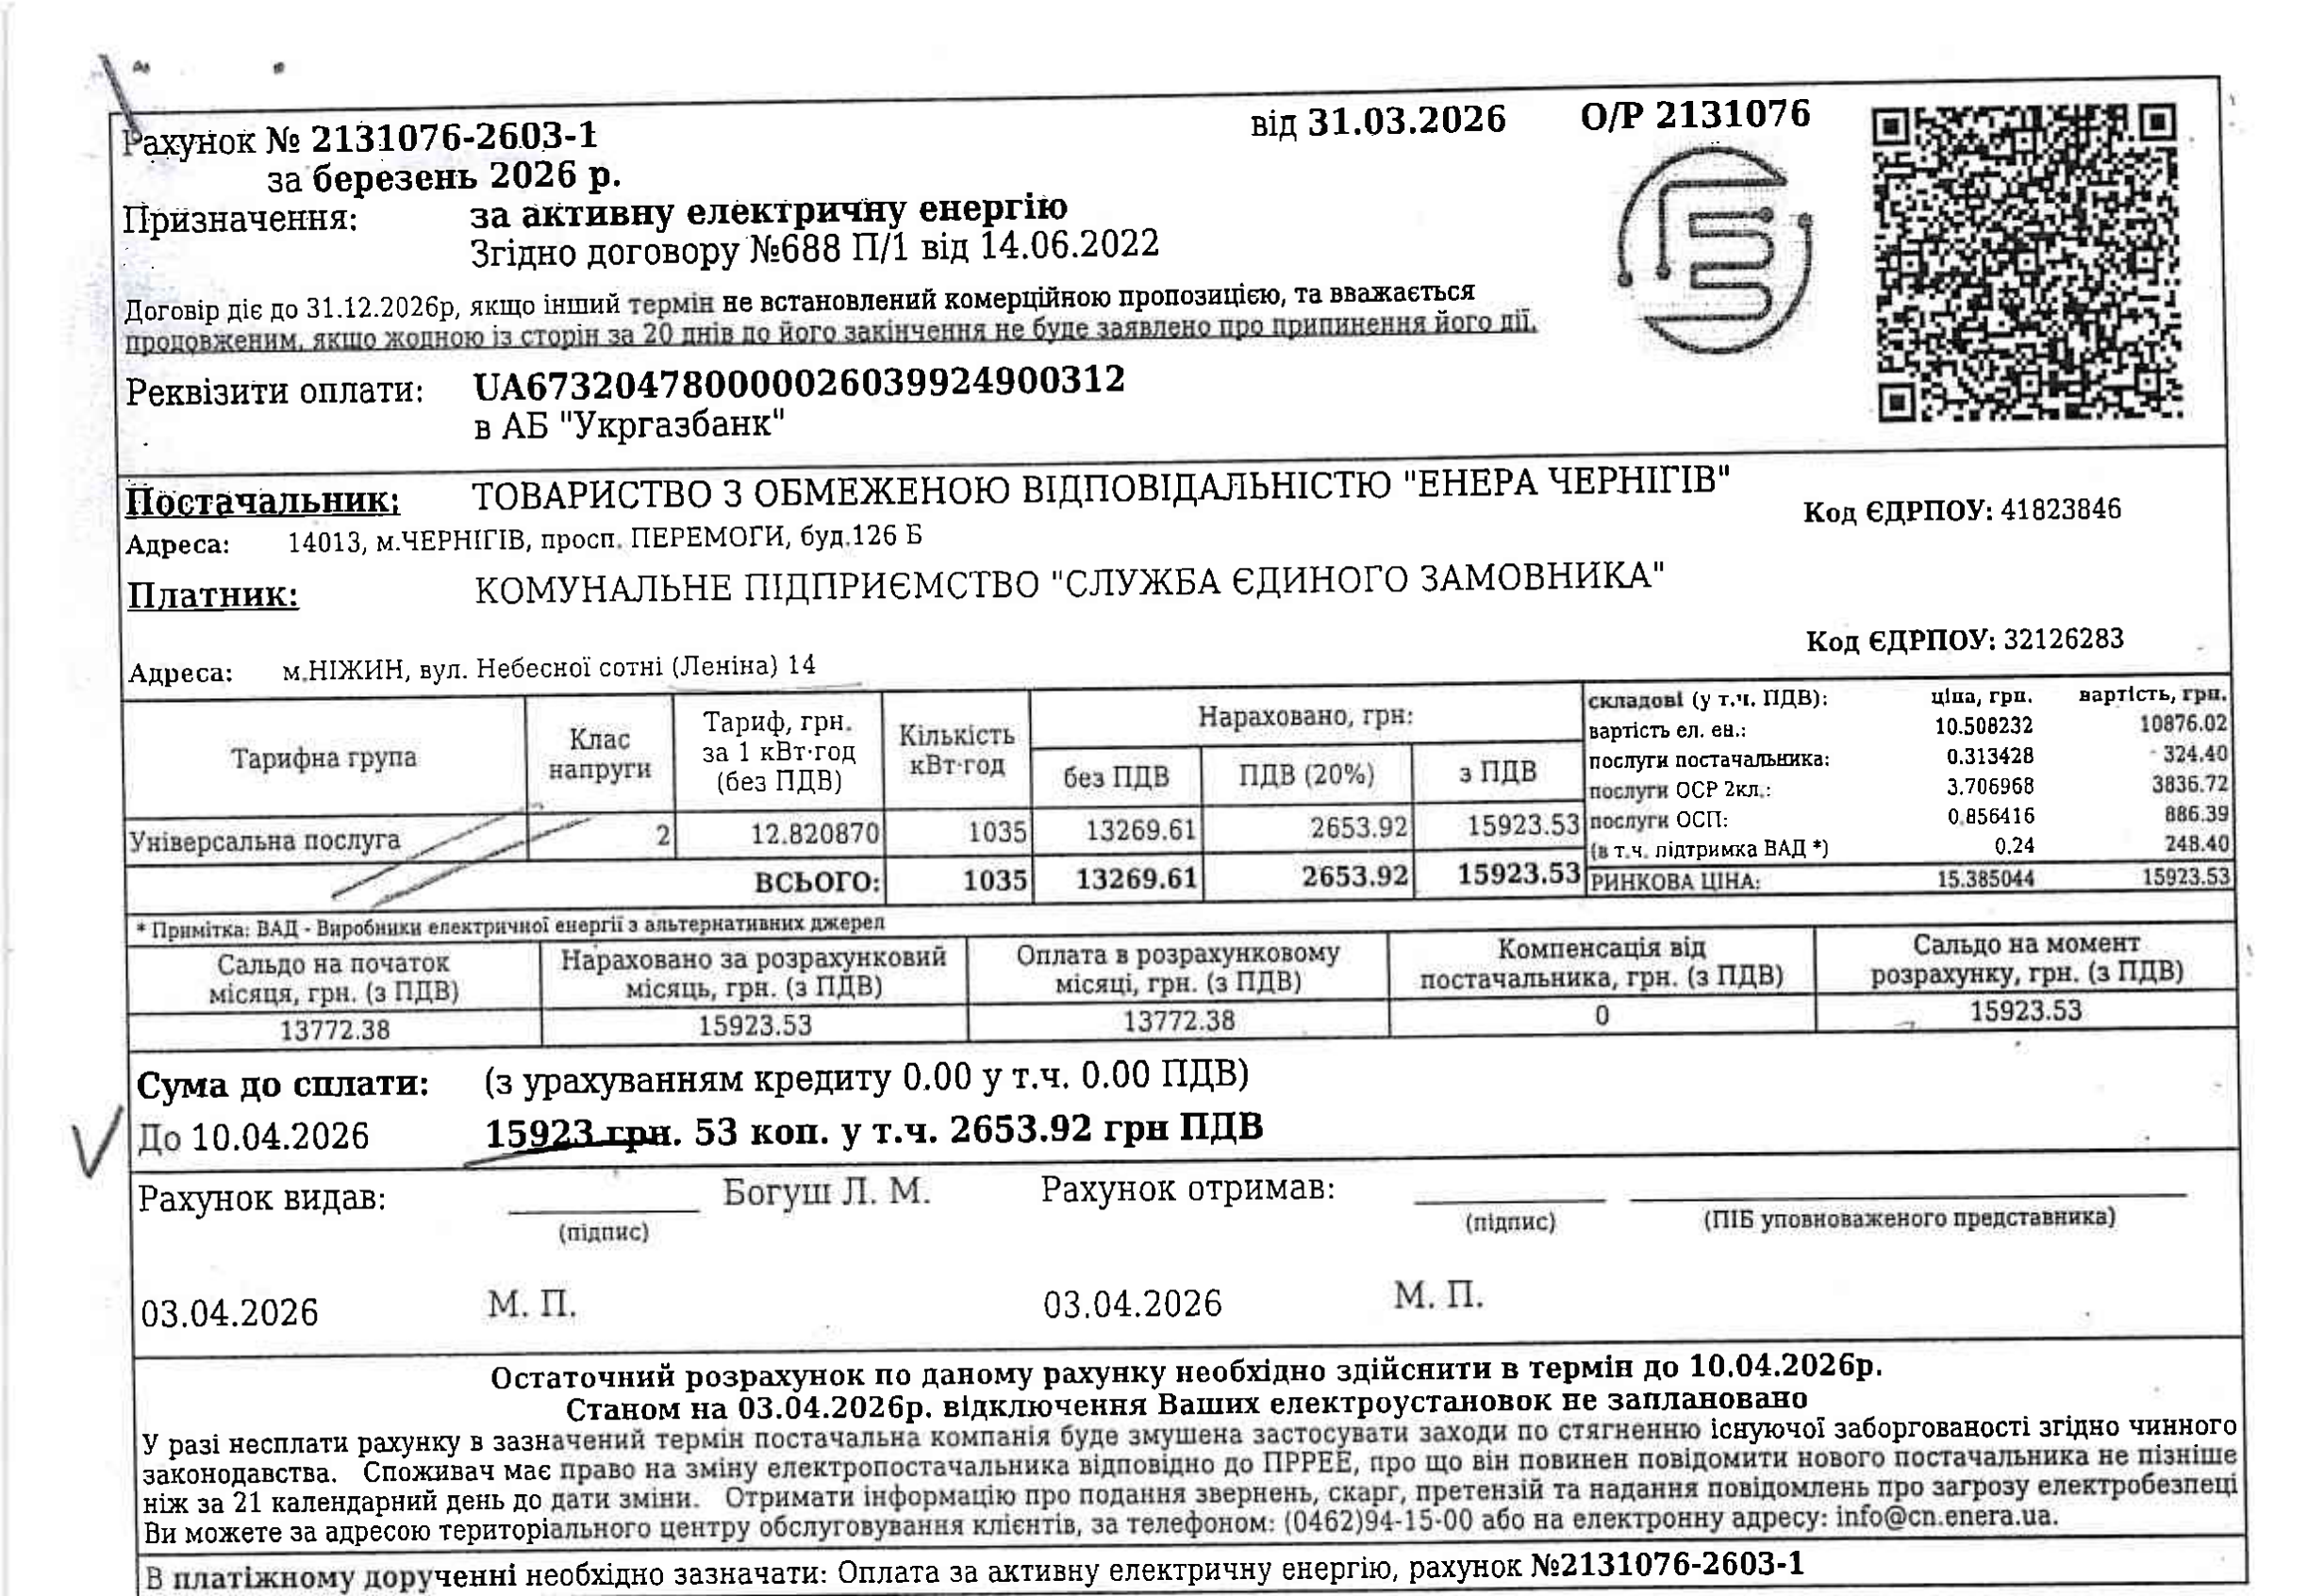 Рахунок № 2131076-2603-1
від 31.03.2026
О/Р 2131076
за березень 2026 р.
Призначення: за активну електричну енергію
Згідно договору №688 П/1 від 14.06.2022
Договір діє до 31.12.2026р, якщо інший термін не встановлений комерційною пропозицією, та вважається
продовженим, якщо жодною із сторін за 20 днів до його закінчення не буде заявлено про припинення його дії.
Реквізити оплати: UA673204780000026039924900312
в АБ "Укргазбанк"
Постачальник: ТОВАРИСТВО З ОБМЕЖЕНОЮ ВІДПОВІДАЛЬНІСТЮ "ЕНЕРА ЧЕРНІГІВ"
Код ЄДРПОУ: 41823846
Адреса: 14013, м.ЧЕРНІГІВ, просп. ПЕРЕМОГИ, буд.126 Б
Платник: КОМУНАЛЬНЕ ПІДПРИЄМСТВО "СЛУЖБА ЄДИНОГО ЗАМОВНИКА"
Код ЄДРПОУ: 32126283
Адреса: м.НІЖИН, вул. Небесної сотні (Леніна) 14
Тарифна група
Клас
напруги
Тариф, грн.
за 1 кВт·год
(без ПДВ)
Кількість
кВт·год
Нараховано, грн:
без ПДВ
ПДВ (20%)
з ПДВ
Універсальна послуга 2 12.820870 1035 13269.61 2653.92 15923.53
ВСЬОГО: 1035 13269.61 2653.92 15923.53
складові (у т.ч. ПДВ): ціна, грн. вартість, грн.
вартість ел. ен.: 10.508232 10876.02
послуги постачальника: 0.313428 324.40
послуги ОСР 2кл.: 3.706968 3836.72
послуги ОСП: 0.856416 886.39
(в т.ч. підтримка ВАД *) 0.24 248.40
РИНКОВА ЦІНА: 15.385044 15923.53
* Примітка: ВАД - Виробники електричної енергії з альтернативних джерел
Сальдо на початок
місяця, грн. (з ПДВ)
Нараховано за розрахунковий
місяць, грн. (з ПДВ)
Оплата в розрахунковому
місяці, грн. (з ПДВ)
Компенсація від
постачальника, грн. (з ПДВ)
Сальдо на момент
розрахунку, грн. (з ПДВ)
13772.38 15923.53 13772.38 0 15923.53
Сума до сплати: (з урахуванням кредиту 0.00 у т.ч. 0.00 ПДВ)
До 10.04.2026 15923 грн. 53 коп. у т.ч. 2653.92 грн ПДВ
Рахунок видав: Богуш Л. М. Рахунок отримав:
(підпис) (підпис) (ПІБ уповноваженого представника)
03.04.2026 М. П. 03.04.2026 М. П.
Остаточний розрахунок по даному рахунку необхідно здійснити в термін до 10.04.2026р.
Станом на 03.04.2026р. відключення Ваших електроустановок не заплановано
У разі несплати рахунку в зазначений термін постачальна компанія буде змушена застосувати заходи по стягненню існуючої заборгованості згідно чинного
законодавства. Споживач має право на зміну електропостачальника відповідно до ПРРЕЕ, про що він повинен повідомити нового постачальника не пізніше
ніж за 21 календарний день до дати зміни. Отримати інформацію про подання звернень, скарг, претензій та надання повідомлень про загрозу електробезпеці
Ви можете за адресою територіального центру обслуговування клієнтів, за телефоном: (0462)94-15-00 або на електронну адресу: info@cn.enera.ua.
В платіжному дорученні необхідно зазначати: Оплата за активну електричну енергію, рахунок №2131076-2603-1